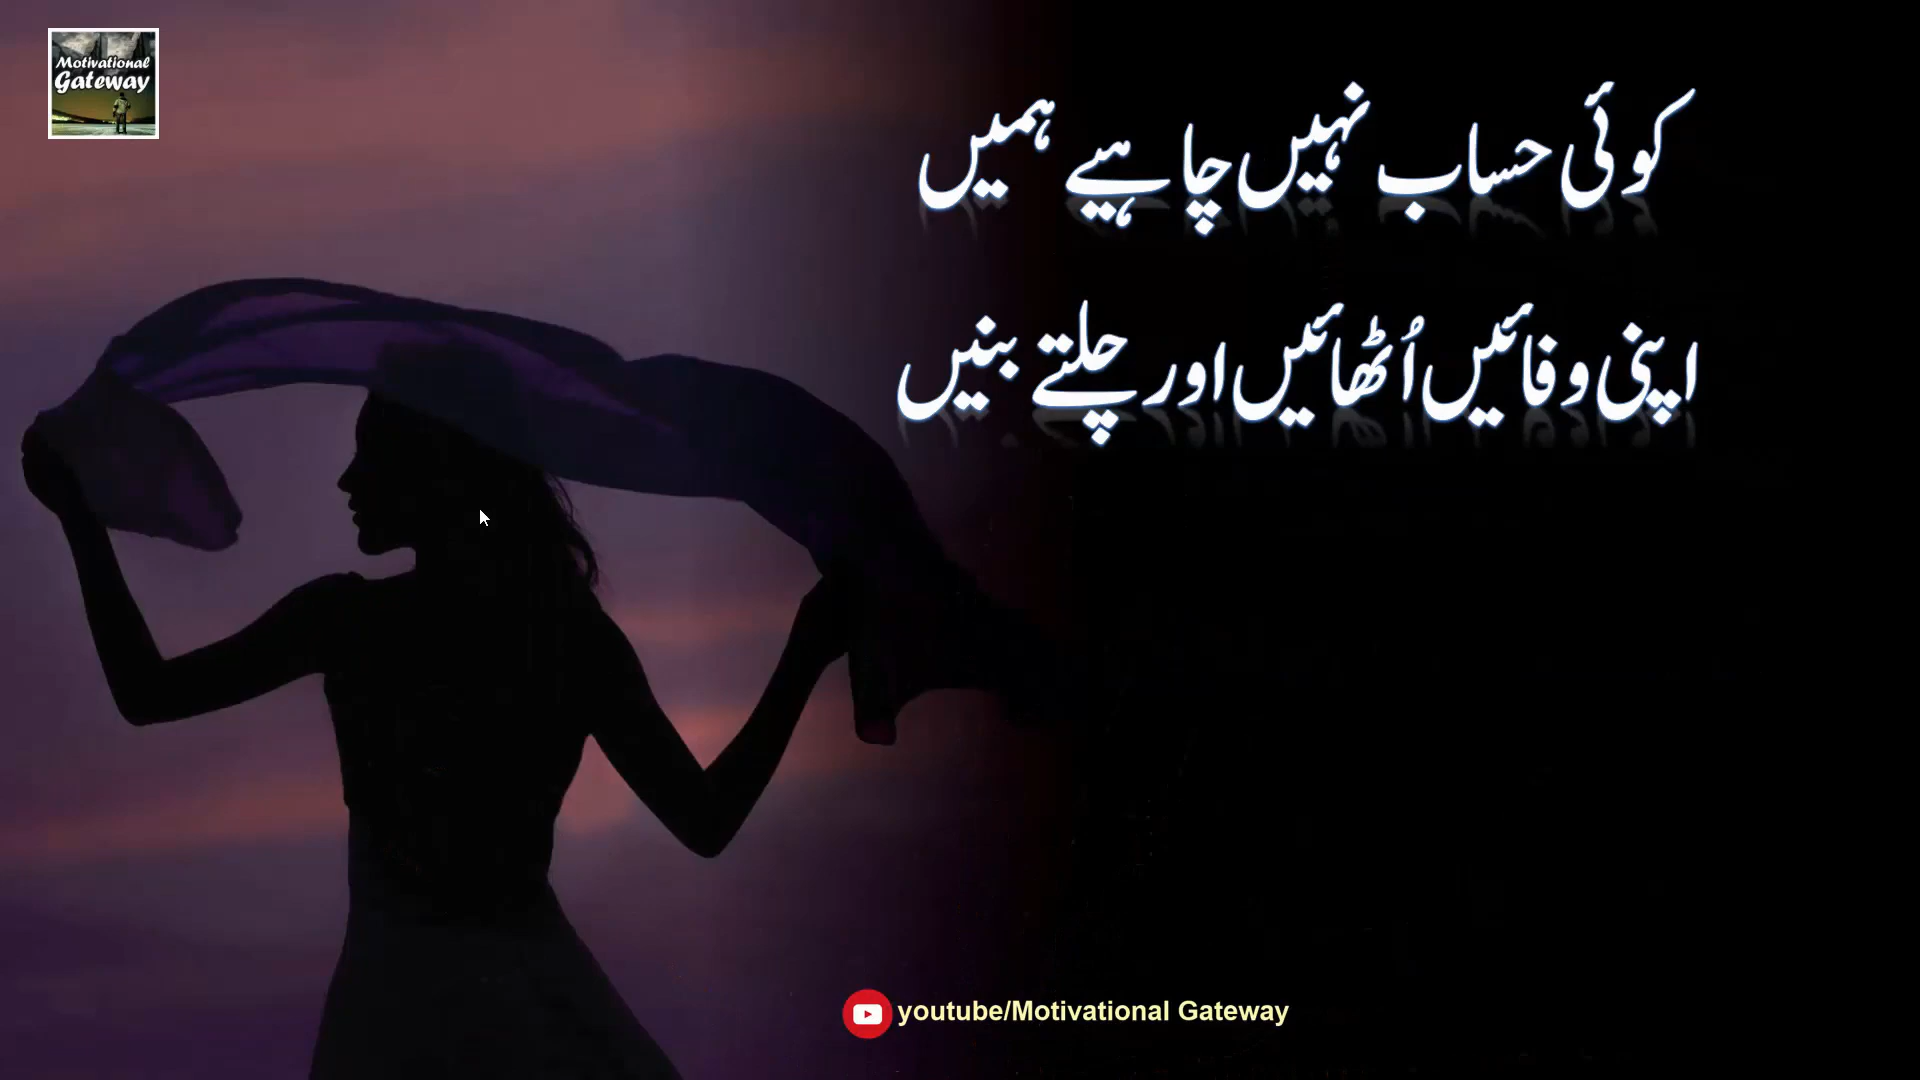 Motivational
Gateway
کوئی حساب نہیں چاہیے ہمیں
اپنی وفائیں اُٹھائیں اور چلتے بنیں
youtube/Motivational Gateway